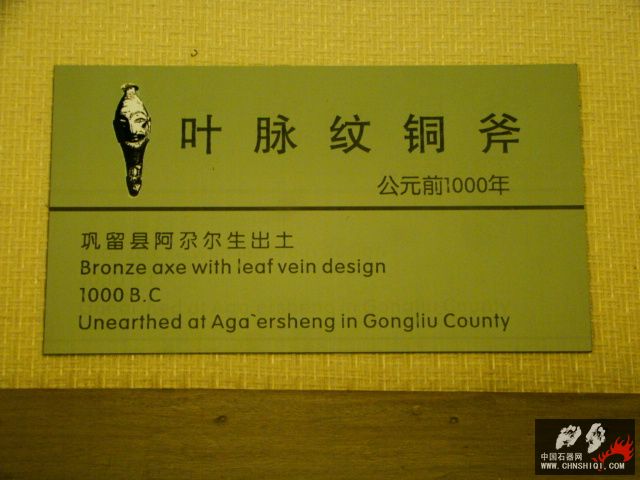 叶脉纹铜斧
公元前1000年
巩留县阿尕尔生出土
Bronze axe with leaf vein design
1000 B.C
Unearthed at Aga`ersheng in Gongliu County
中国石器网
WWW.CHNSHIQI.COM